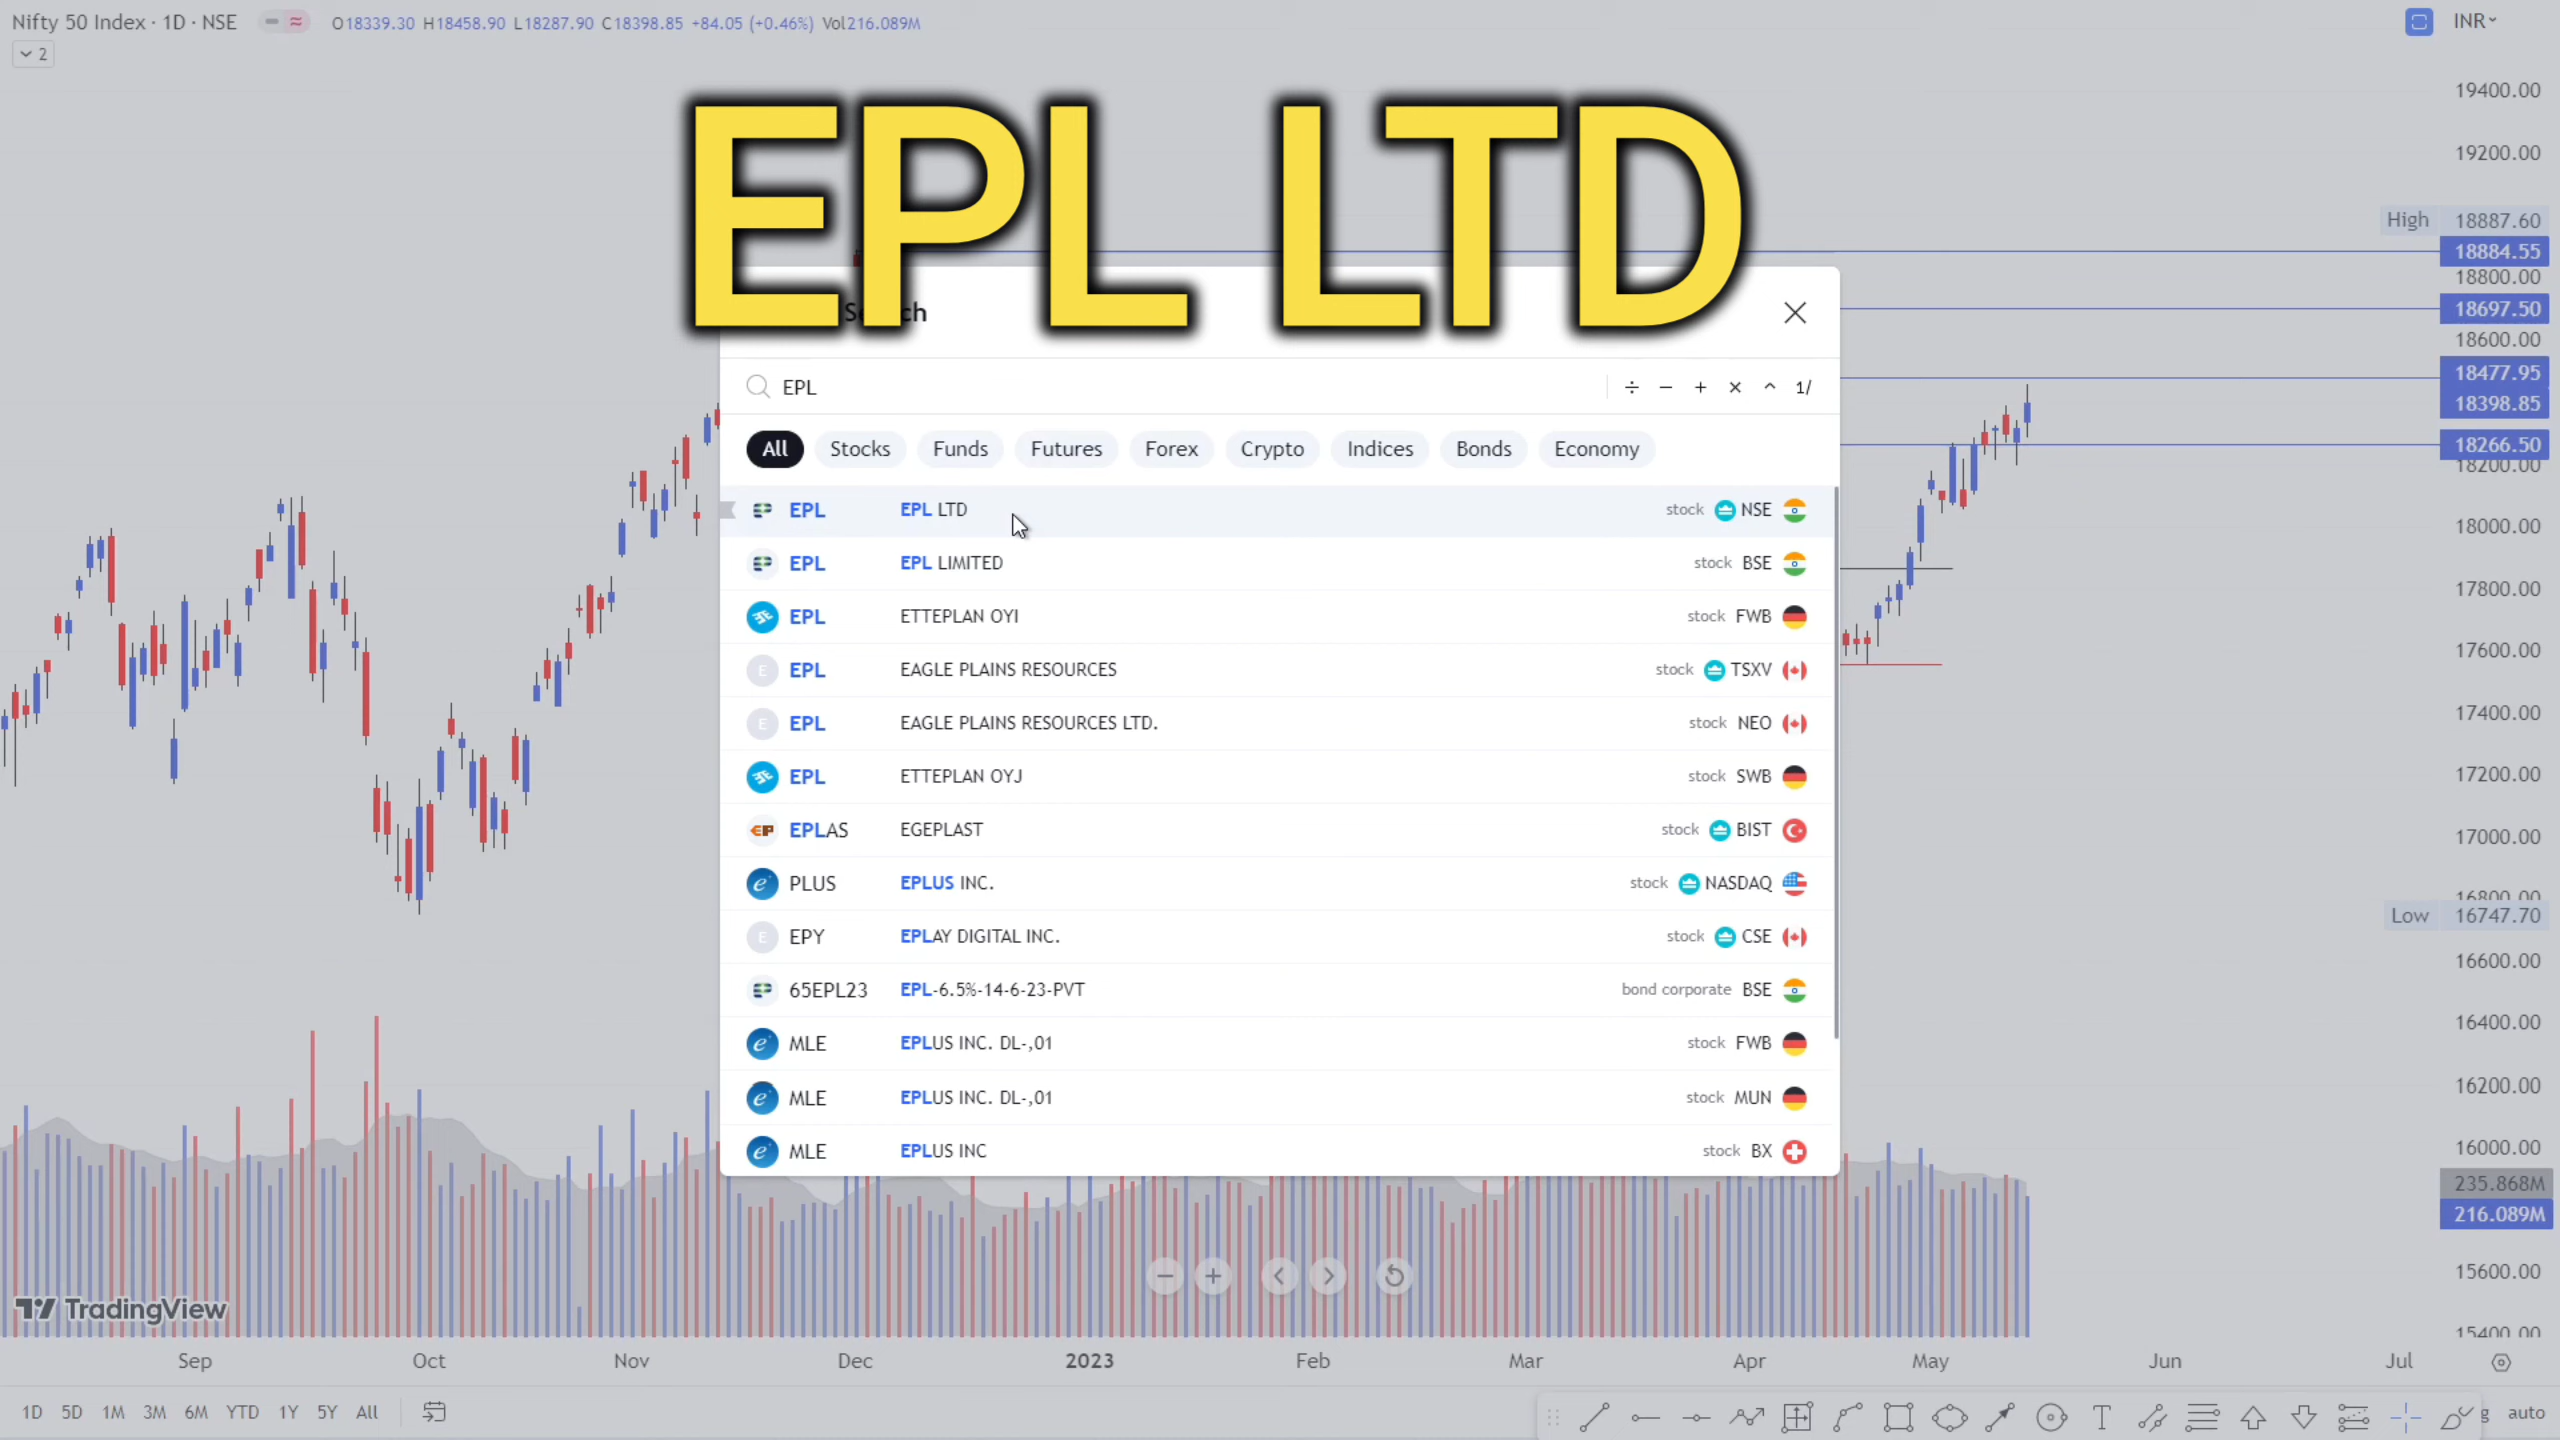 Nifty 50 Index · 1D · NSE O18339.30 H18458.90 L18287.90 C18398.85 +84.05 (+0.46%) Vol216.089M INR
2
EPL LTD
EPL ÷ − + × ^ 1/
All Stocks Funds Futures Forex Crypto Indices Bonds Economy
EPL EPL LTD stock NSE
EPL EPL LIMITED stock BSE
EPL ETTEPLAN OYI stock FWB
EPL EAGLE PLAINS RESOURCES stock TSXV
EPL EAGLE PLAINS RESOURCES LTD. stock NEO
EPL ETTEPLAN OYJ stock SWB
EPLAS EGEPLAST stock BIST
PLUS EPLUS INC. stock NASDAQ
EPY EPLAY DIGITAL INC. stock CSE
65EPL23 EPL-6.5%-14-6-23-PVT bond corporate BSE
MLE EPLUS INC. DL-,01 stock FWB
MLE EPLUS INC. DL-,01 stock MUN
MLE EPLUS INC stock BX
19400.00
19200.00
High 18887.60
18884.55
18800.00
18697.50
18600.00
18477.95
18398.85
18266.50
18200.00
18000.00
17800.00
17600.00
17400.00
17200.00
17000.00
16800.00
Low 16747.70
16600.00
16400.00
16200.00
16000.00
235.868M
216.089M
15600.00
15400.00
TradingView
Sep Oct Nov Dec 2023 Feb Mar Apr May Jun Jul
1D 5D 1M 3M 6M YTD 1Y 5Y All auto